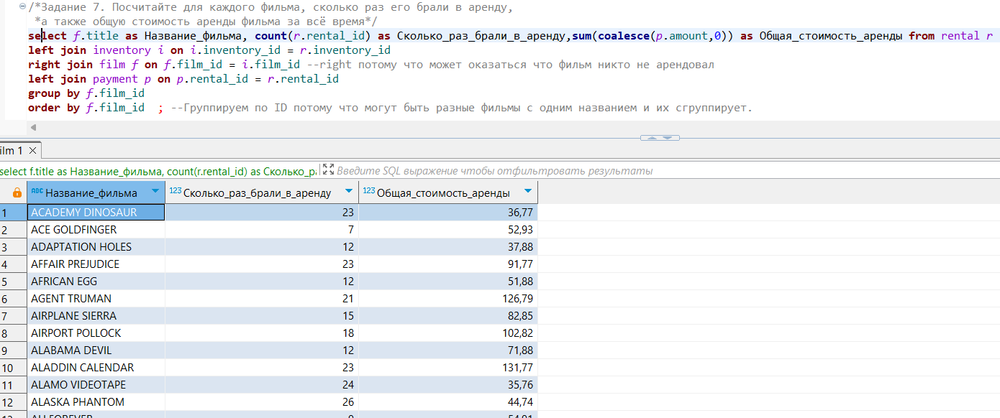 /*Задание 7. Посчитайте для каждого фильма, сколько раз его брали в аренду,
*а также общую стоимость аренды фильма за всё время*/
select f.title as Название_фильма, count(r.rental_id) as Сколько_раз_брали_в_аренду,sum(coalesce(p.amount,0)) as Общая_стоимость_аренды from rental r
left join inventory i on i.inventory_id = r.inventory_id
right join film f on f.film_id = i.film_id --right потому что может оказаться что фильм никто не арендовал
left join payment p on p.rental_id = r.rental_id
group by f.film_id
order by f.film_id  ; --Группируем по ID потому что могут быть разные фильмы с одним названием и их сгруппирует.
ilm 1
select f.title as Название_фильма, count(r.rental_id) as Сколько_ра Введите SQL выражение чтобы отфильтровать результаты
ABC Название_фильма 123 Сколько_раз_брали_в_аренду 123 Общая_стоимость_аренды
1 ACADEMY DINOSAUR 23 36,77
2 ACE GOLDFINGER 7 52,93
3 ADAPTATION HOLES 12 37,88
4 AFFAIR PREJUDICE 23 91,77
5 AFRICAN EGG 12 51,88
6 AGENT TRUMAN 21 126,79
7 AIRPLANE SIERRA 15 82,85
8 AIRPORT POLLOCK 18 102,82
9 ALABAMA DEVIL 12 71,88
10 ALADDIN CALENDAR 23 131,77
11 ALAMO VIDEOTAPE 24 35,76
12 ALASKA PHANTOM 26 44,74